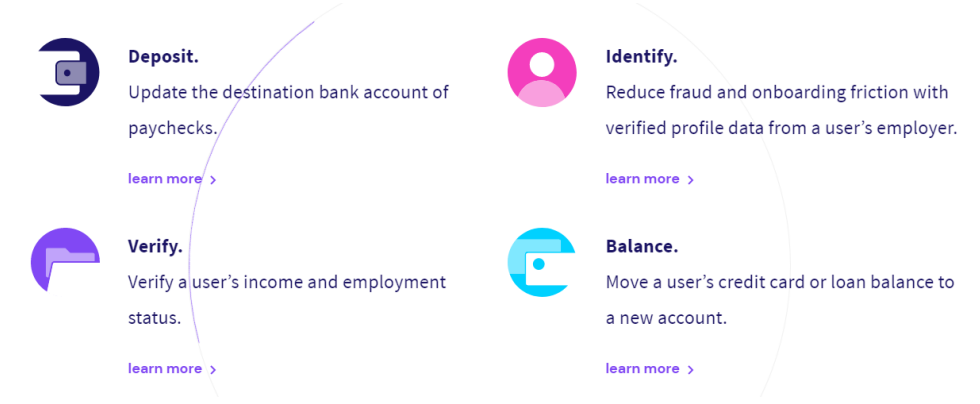 Deposit.
Update the destination bank account of
paychecks.
learn more >
Identify.
Reduce fraud and onboarding friction with
verified profile data from a user’s employer.
learn more >
Verify.
Verify a user’s income and employment
status.
learn more >
Balance.
Move a user’s credit card or loan balance to
a new account.
learn more >